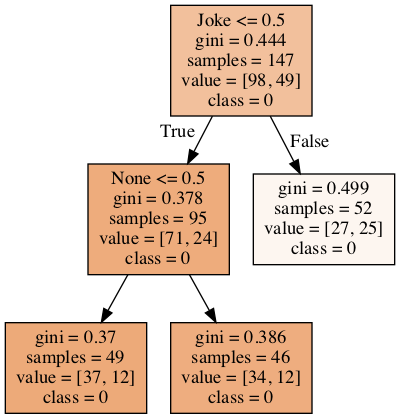 Joke <= 0.5
gini = 0.444
samples = 147
value = [98, 49]
class = 0
True
False
None <= 0.5
gini = 0.378
samples = 95
value = [71, 24]
class = 0
gini = 0.499
samples = 52
value = [27, 25]
class = 0
gini = 0.37
samples = 49
value = [37, 12]
class = 0
gini = 0.386
samples = 46
value = [34, 12]
class = 0